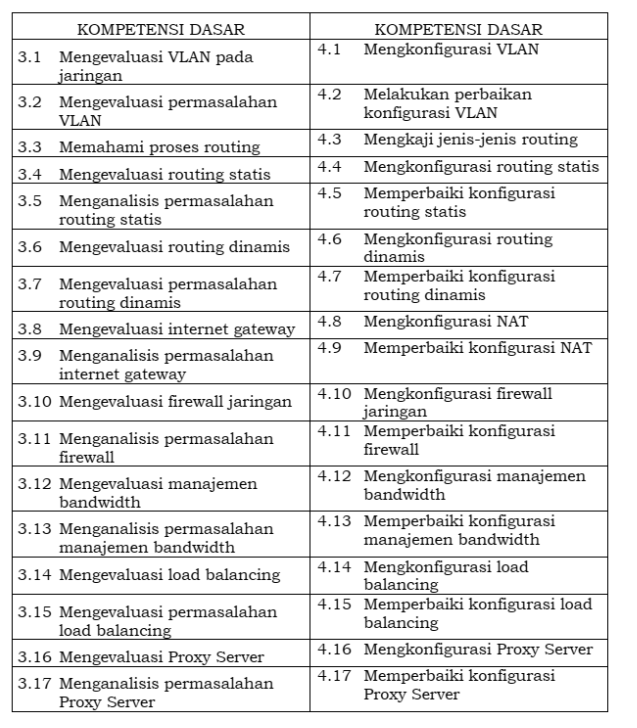 KOMPETENSI DASAR
KOMPETENSI DASAR
3.1 Mengevaluasi VLAN pada
jaringan
4.1 Mengkonfigurasi VLAN
3.2 Mengevaluasi permasalahan
VLAN
4.2 Melakukan perbaikan
konfigurasi VLAN
3.3 Memahami proses routing
4.3 Mengkaji jenis-jenis routing
3.4 Mengevaluasi routing statis
4.4 Mengkonfigurasi routing statis
3.5 Menganalisis permasalahan
routing statis
4.5 Memperbaiki konfigurasi
routing statis
3.6 Mengevaluasi routing dinamis
4.6 Mengkonfigurasi routing
dinamis
3.7 Mengevaluasi permasalahan
routing dinamis
4.7 Memperbaiki konfigurasi
routing dinamis
3.8 Mengevaluasi internet gateway
4.8 Mengkonfigurasi NAT
3.9 Menganalisis permasalahan
internet gateway
4.9 Memperbaiki konfigurasi NAT
3.10 Mengevaluasi firewall jaringan
4.10 Mengkonfigurasi firewall
jaringan
3.11 Menganalisis permasalahan
firewall
4.11 Memperbaiki konfigurasi
firewall
3.12 Mengevaluasi manajemen
bandwidth
4.12 Mengkonfigurasi manajemen
bandwidth
3.13 Menganalisis permasalahan
manajemen bandwidth
4.13 Memperbaiki konfigurasi
manajemen bandwidth
3.14 Mengevaluasi load balancing
4.14 Mengkonfigurasi load
balancing
3.15 Mengevaluasi permasalahan
load balancing
4.15 Memperbaiki konfigurasi load
balancing
3.16 Mengevaluasi Proxy Server
4.16 Mengkonfigurasi Proxy Server
3.17 Menganalisis permasalahan
Proxy Server
4.17 Memperbaiki konfigurasi
Proxy Server